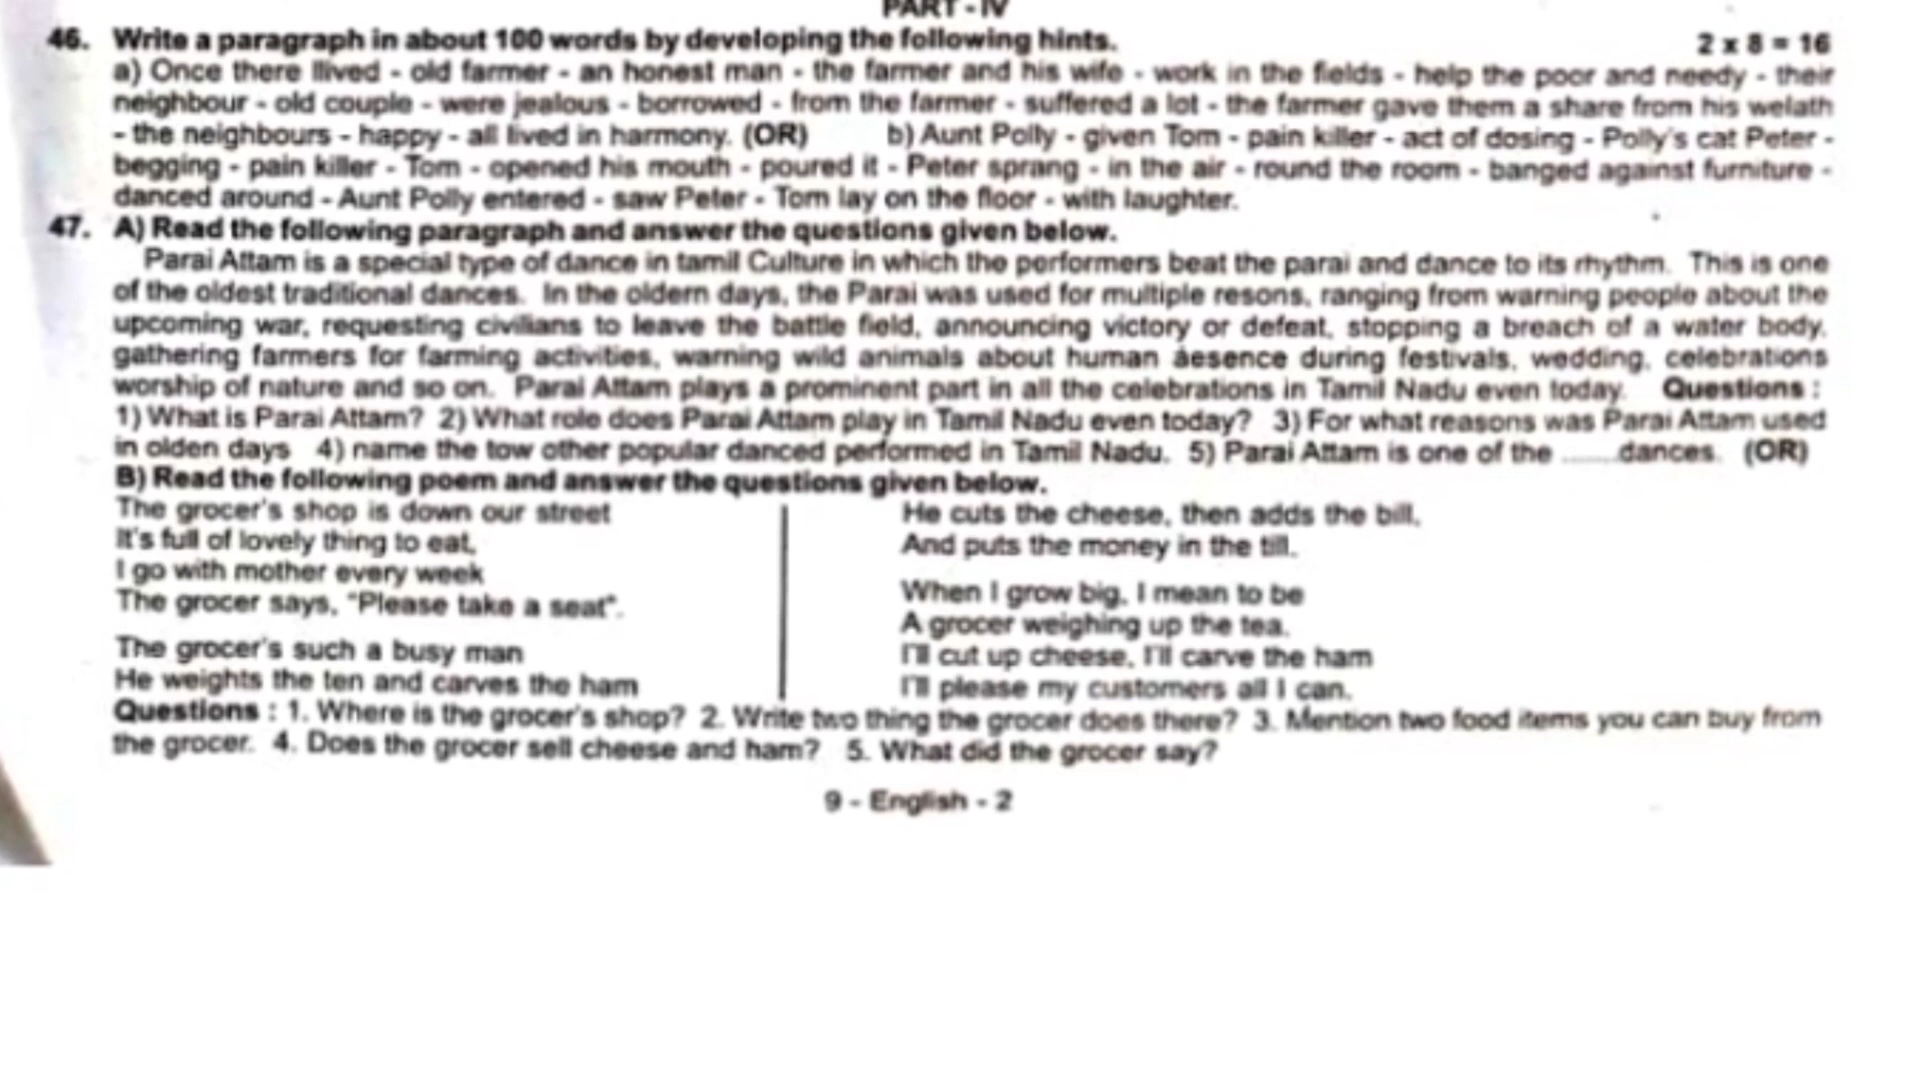 PART - IV
46. Write a paragraph in about 100 words by developing the following hints. 2 x 8 = 16
a) Once there llived - old farmer - an honest man - the farmer and his wife - work in the fields - help the poor and needy - their
neighbour - old couple - were jealous - borrowed - from the farmer - suffered a lot - the farmer gave them a share from his welath
- the neighbours - happy - all lived in harmony. (OR) b) Aunt Polly - given Tom - pain killer - act of dosing - Polly's cat Peter -
begging - pain killer - Tom - opened his mouth - poured it - Peter sprang - in the air - round the room - banged against furniture -
danced around - Aunt Polly entered - saw Peter - Tom lay on the floor - with laughter.
47. A) Read the following paragraph and answer the questions given below.
Parai Attam is a special type of dance in tamil Culture in which the performers beat the parai and dance to its rhythm. This is one
of the oldest traditional dances. In the oldern days, the Parai was used for multiple resons, ranging from warning people about the
upcoming war, requesting civilians to leave the battle field, announcing victory or defeat, stopping a breach of a water body,
gathering farmers for farming activities, warning wild animals about human áesence during festivals, wedding, celebrations
worship of nature and so on. Parai Attam plays a prominent part in all the celebrations in Tamil Nadu even today. Questions :
1) What is Parai Attam? 2) What role does Parai Attam play in Tamil Nadu even today? 3) For what reasons was Parai Attam used
in olden days 4) name the tow other popular danced performed in Tamil Nadu. 5) Parai Attam is one of the ......dances. (OR)
B) Read the following poem and answer the questions given below.
The grocer's shop is down our street
It's full of lovely thing to eat,
I go with mother every week
The grocer says, "Please take a seat".
The grocer's such a busy man
He weights the ten and carves the ham
He cuts the cheese, then adds the bill,
And puts the money in the till.
When I grow big, I mean to be
A grocer weighing up the tea.
I'll cut up cheese, I'll carve the ham
I'll please my customers all I can.
Questions : 1. Where is the grocer's shop? 2. Write two thing the grocer does there? 3. Mention two food items you can buy from
the grocer. 4. Does the grocer sell cheese and ham? 5. What did the grocer say?
9 - English - 2